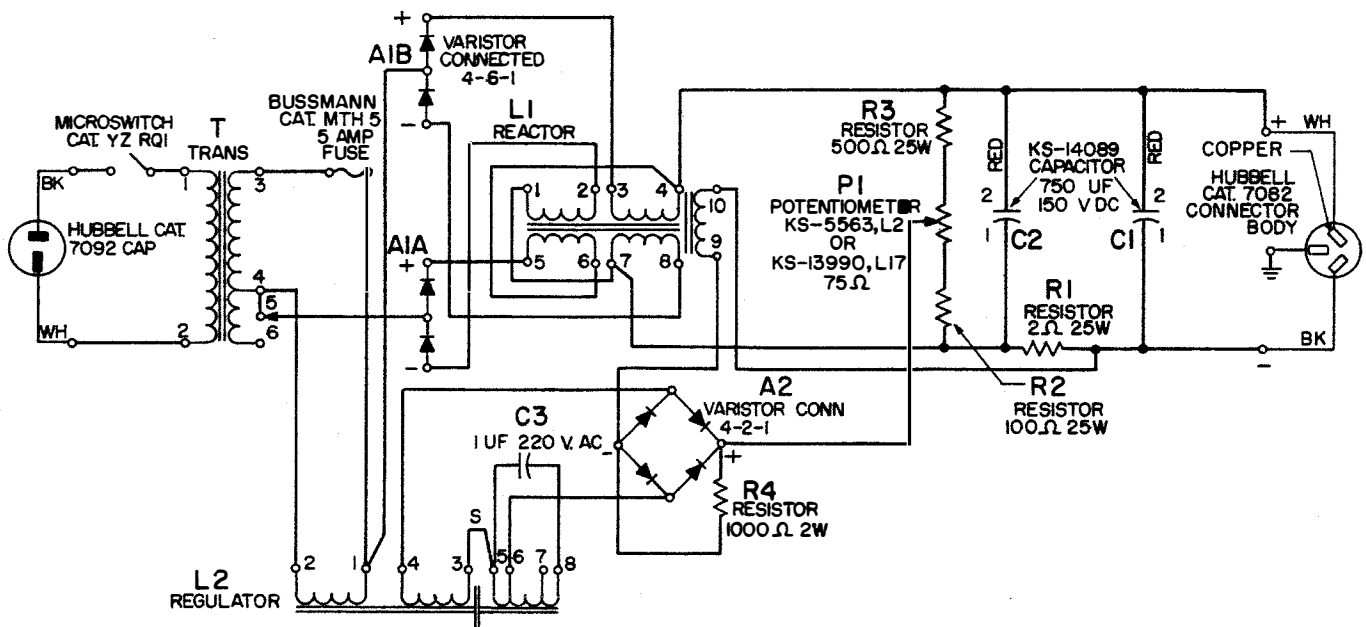 +
A1B
VARISTOR
CONNECTED
4-6-1
-
BUSSMANN
CAT. MTH 5
5 AMP
FUSE
MICROSWITCH
CAT. YZ RQ1
T
TRANS
BK
1
3
HUBBELL CAT.
7092 CAP
4
5
6
WH
2
A1A
+
-
L1
REACTOR
1
2
3
4
10
9
5
6
7
8
R3
RESISTOR
500Ω 25W
P1
POTENTIOMETER
KS-5563, L2
OR
KS-13990, L17
75Ω
RED
KS-14089
CAPACITOR
750 UF
150 V DC
RED
2
1
C2
2
1
C1
R1
RESISTOR
2Ω 25W
R2
RESISTOR
100Ω 25W
+
WH
COPPER
HUBBELL
CAT. 7082
CONNECTOR
BODY
BK
-
A2
VARISTOR CONN
4-2-1
-
+
C3
1 UF 220 V. AC
R4
RESISTOR
1000Ω 2W
S
2
1
4
3
5
6
7
8
L2
REGULATOR